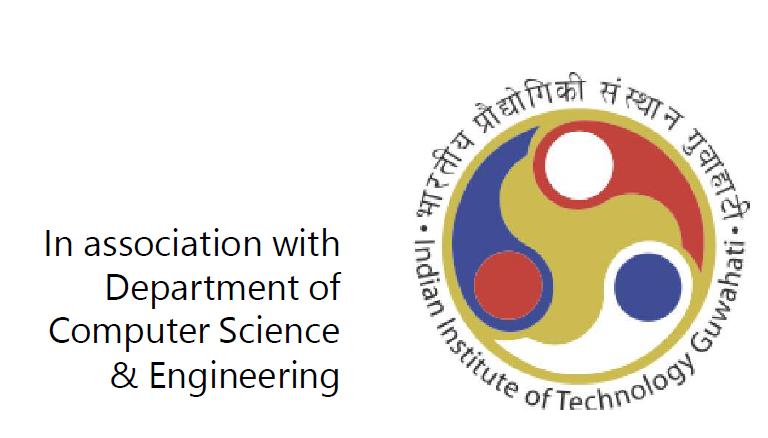 In association with
Department of
Computer Science
& Engineering
• भारतीय प्रौद्योगिकी संस्थान गुवाहाटी •
Indian Institute of Technology Guwahati